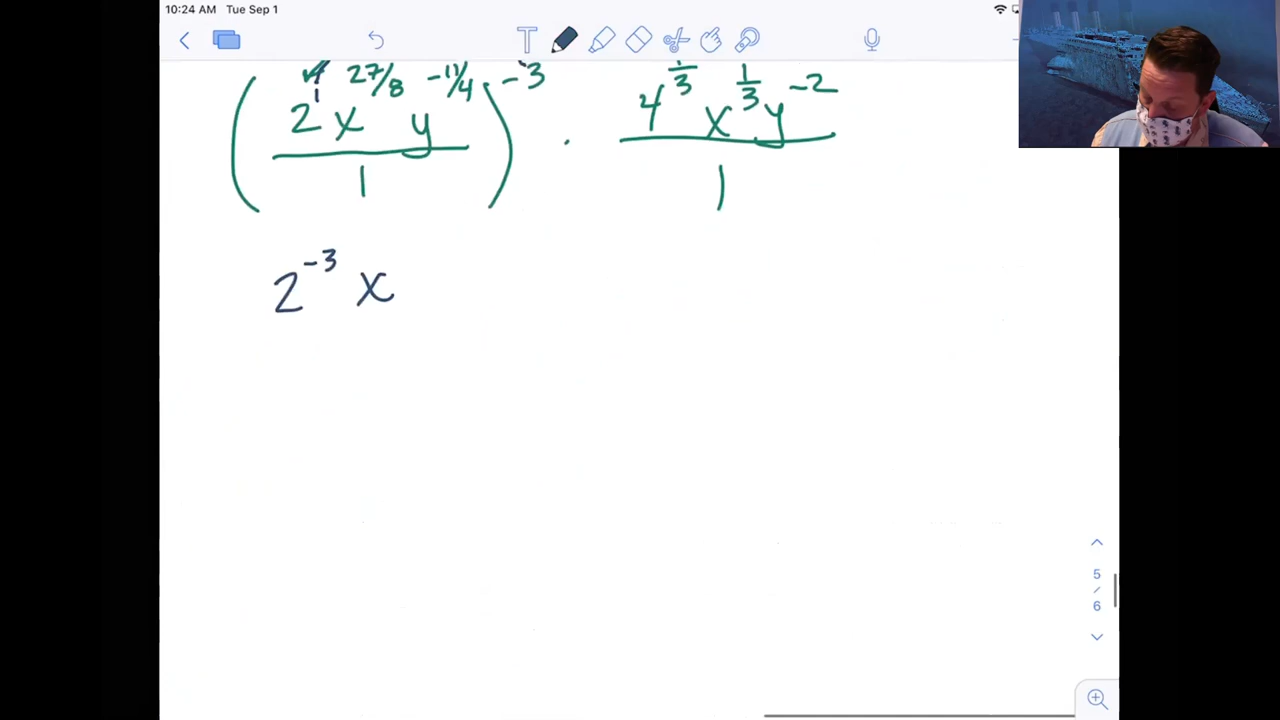 10:24 AM Tue Sep 1
T
(2^1 x^27/8 y^-11/4 / 1)^-3 · 4^1/3 x^1/3 y^-2 / 1
2^-3 x
5
/
6